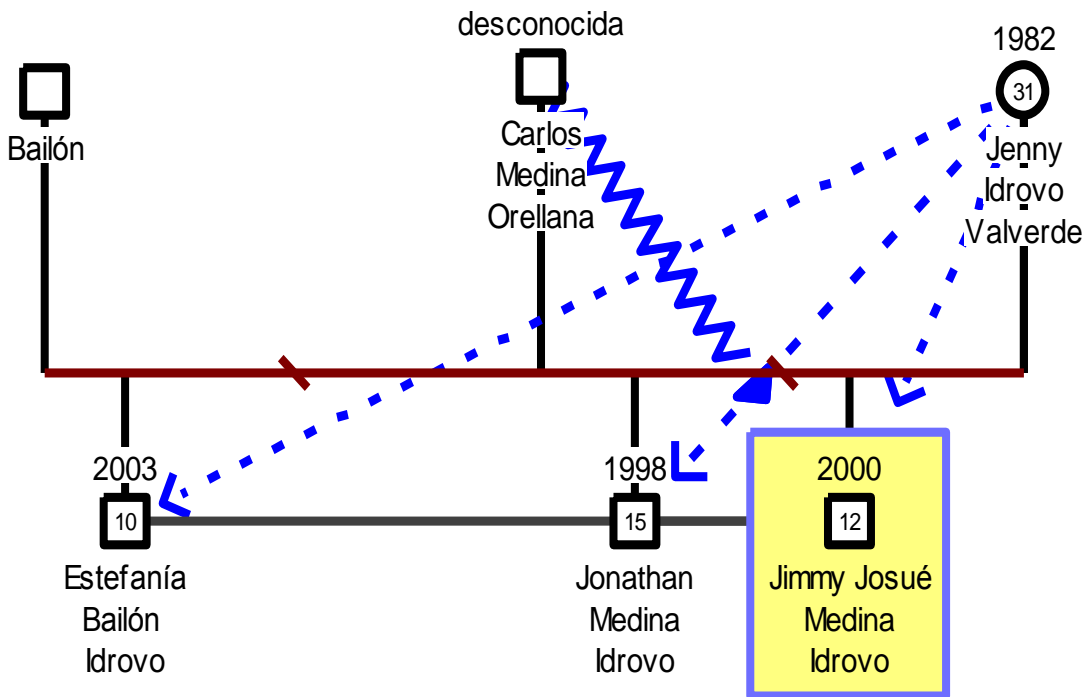 desconocida
1982
31
Bailón
Carlos
Medina
Orellana
Jenny
Idrovo
Valverde
2003
10
Estefanía
Bailón
Idrovo
1998
15
Jonathan
Medina
Idrovo
2000
12
Jimmy Josué
Medina
Idrovo